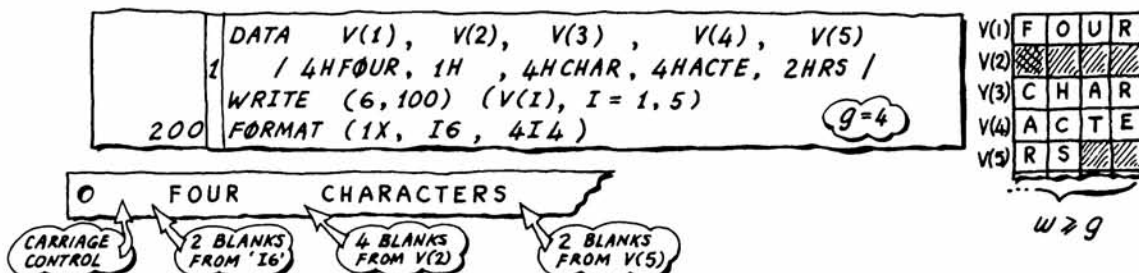 DATA V(1), V(2), V(3), V(4), V(5)
1 / 4HFØUR, 1H , 4HCHAR, 4HACTE, 2HRS /
WRITE (6,100) (V(I), I = 1, 5)
200 FØRMAT (1X, I6, 4I4)
g=4
V(1) F O U R
V(2)
V(3) C H A R
V(4) A C T E
V(5) R S
w ⩾ g
O FOUR CHARACTERS
CARRIAGE CONTROL
2 BLANKS FROM 'I6'
4 BLANKS FROM V(2)
2 BLANKS FROM V(5)